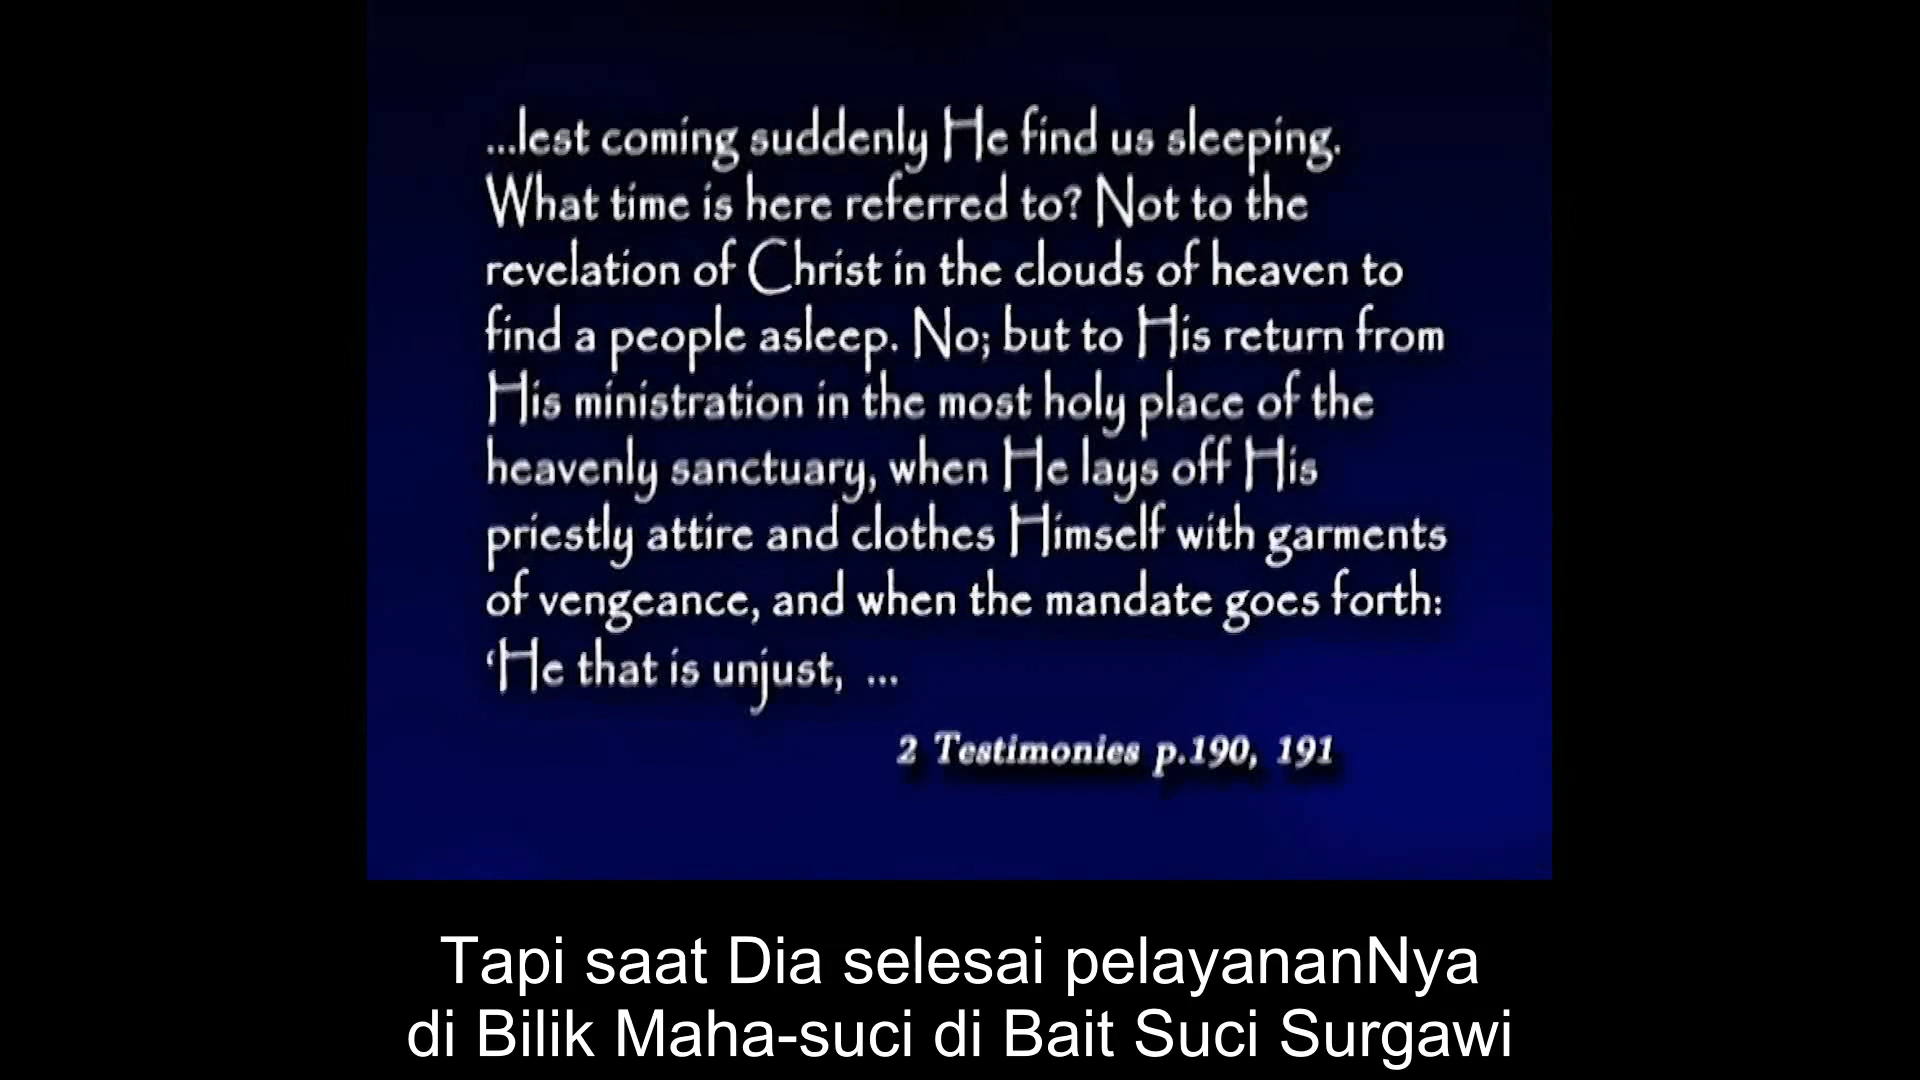 ...lest coming suddenly He find us sleeping.
What time is here referred to? Not to the
revelation of Christ in the clouds of heaven to
find a people asleep. No; but to His return from
His ministration in the most holy place of the
heavenly sanctuary, when He lays off His
priestly attire and clothes Himself with garments
of vengeance, and when the mandate goes forth:
‘He that is unjust, ...
2 Testimonies p.190, 191
Tapi saat Dia selesai pelayananNya
di Bilik Maha-suci di Bait Suci Surgawi